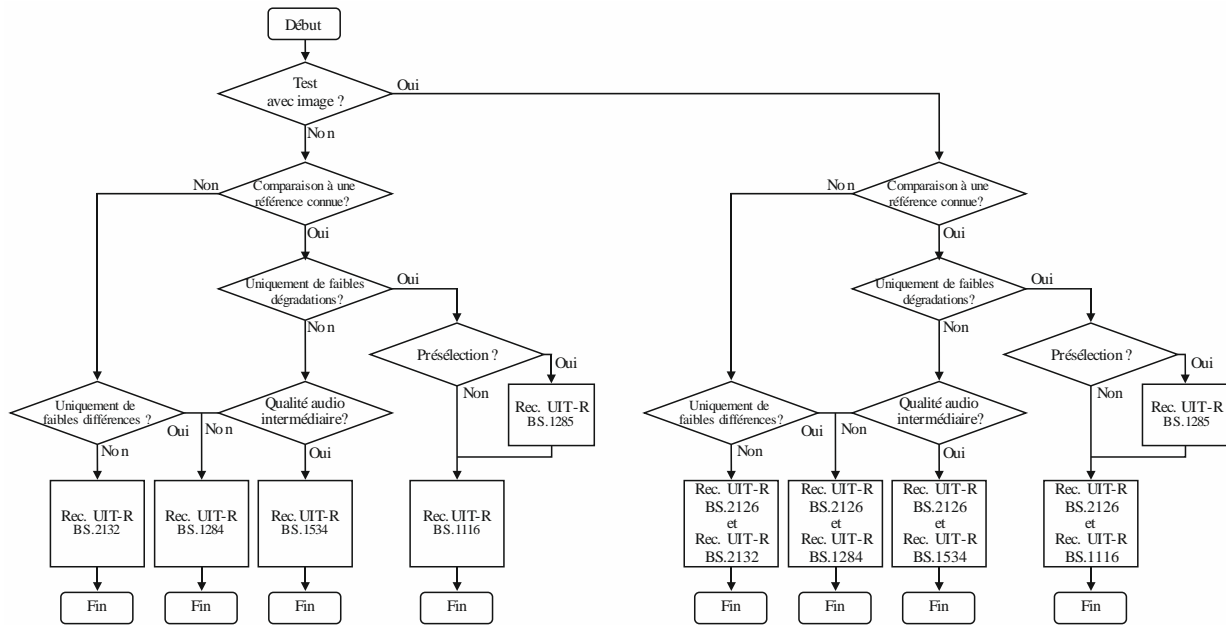 Début
Test
avec image ?
Oui
Non
Comparaison à une
référence connue?
Non
Oui
Uniquement de faibles
dégradations?
Oui
Non
Présélection ?
Oui
Non
Rec. UIT-R
BS.1285
Uniquement de
faibles différences ?
Oui
Non
Qualité audio
intermédiaire?
Non
Oui
Rec. UIT-R
BS.2132
Rec. UIT-R
BS.1284
Rec. UIT-R
BS.1534
Rec. UIT-R
BS.1116
Fin
Fin
Fin
Fin
Comparaison à une
référence connue?
Non
Oui
Uniquement de faibles
dégradations?
Oui
Non
Présélection ?
Oui
Non
Rec. UIT-R
BS.1285
Uniquement de
faibles différences?
Oui
Non
Qualité audio
intermédiaire?
Non
Oui
Rec. UIT-R
BS.2126
et
Rec. UIT-R
BS.2132
Rec. UIT-R
BS.2126
et
Rec. UIT-R
BS.1284
Rec. UIT-R
BS.2126
et
Rec. UIT-R
BS.1534
Rec. UIT-R
BS.2126
et
Rec. UIT-R
BS.1116
Fin
Fin
Fin
Fin